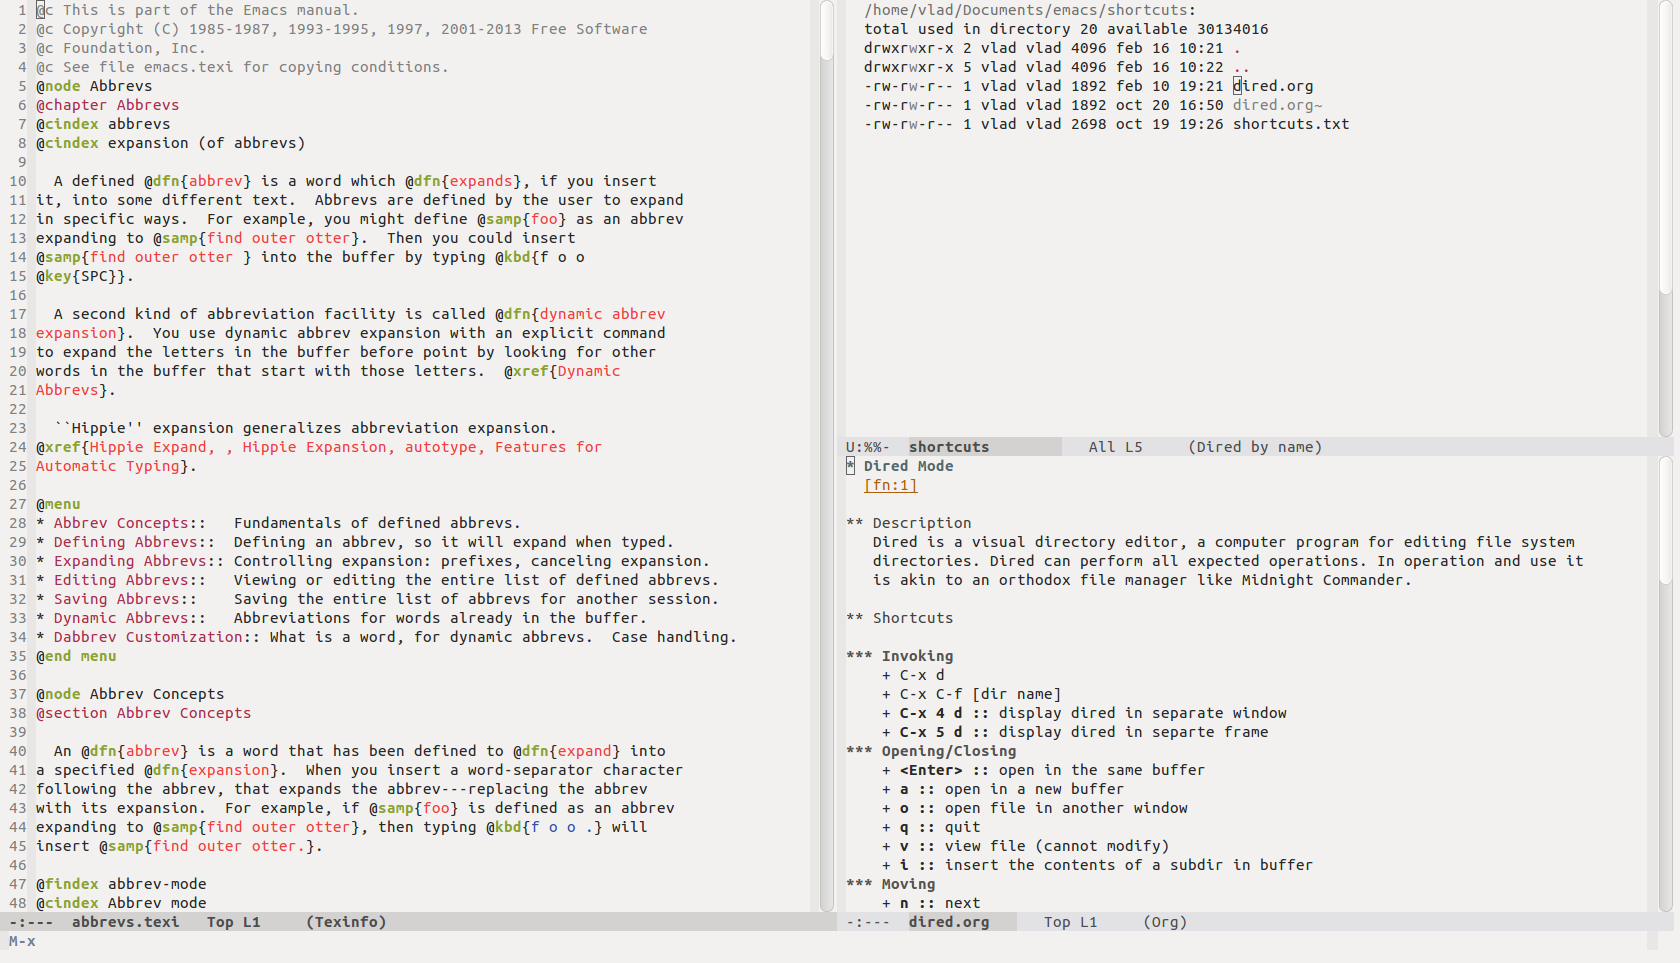 1 @c This is part of the Emacs manual.
2 @c Copyright (C) 1985-1987, 1993-1995, 1997, 2001-2013 Free Software
3 @c Foundation, Inc.
4 @c See file emacs.texi for copying conditions.
5 @node Abbrevs
6 @chapter Abbrevs
7 @cindex abbrevs
8 @cindex expansion (of abbrevs)
9
10   A defined @dfn{abbrev} is a word which @dfn{expands}, if you insert
11 it, into some different text.  Abbrevs are defined by the user to expand
12 in specific ways.  For example, you might define @samp{foo} as an abbrev
13 expanding to @samp{find outer otter}.  Then you could insert
14 @samp{find outer otter } into the buffer by typing @kbd{f o o
15 @key{SPC}}.
16
17   A second kind of abbreviation facility is called @dfn{dynamic abbrev
18 expansion}.  You use dynamic abbrev expansion with an explicit command
19 to expand the letters in the buffer before point by looking for other
20 words in the buffer that start with those letters.  @xref{Dynamic
21 Abbrevs}.
22
23   ``Hippie'' expansion generalizes abbreviation expansion.
24 @xref{Hippie Expand, , Hippie Expansion, autotype, Features for
25 Automatic Typing}.
26
27 @menu
28 * Abbrev Concepts::   Fundamentals of defined abbrevs.
29 * Defining Abbrevs::  Defining an abbrev, so it will expand when typed.
30 * Expanding Abbrevs:: Controlling expansion: prefixes, canceling expansion.
31 * Editing Abbrevs::   Viewing or editing the entire list of defined abbrevs.
32 * Saving Abbrevs::    Saving the entire list of abbrevs for another session.
33 * Dynamic Abbrevs::   Abbreviations for words already in the buffer.
34 * Dabbrev Customization:: What is a word, for dynamic abbrevs.  Case handling.
35 @end menu
36
37 @node Abbrev Concepts
38 @section Abbrev Concepts
39
40   An @dfn{abbrev} is a word that has been defined to @dfn{expand} into
41 a specified @dfn{expansion}.  When you insert a word-separator character
42 following the abbrev, that expands the abbrev---replacing the abbrev
43 with its expansion.  For example, if @samp{foo} is defined as an abbrev
44 expanding to @samp{find outer otter}, then typing @kbd{f o o .} will
45 insert @samp{find outer otter.}.
46
47 @findex abbrev-mode
48 @cindex Abbrev mode
-:---  abbrevs.texi   Top L1     (Texinfo)
M-x
/home/vlad/Documents/emacs/shortcuts:
total used in directory 20 available 30134016
drwxrwxr-x 2 vlad vlad 4096 feb 16 10:21 .
drwxrwxr-x 5 vlad vlad 4096 feb 16 10:22 ..
-rw-rw-r-- 1 vlad vlad 1892 feb 10 19:21 dired.org
-rw-rw-r-- 1 vlad vlad 1892 oct 20 16:50 dired.org~
-rw-rw-r-- 1 vlad vlad 2698 oct 19 19:26 shortcuts.txt
U:%%-  shortcuts           All L5     (Dired by name)
* Dired Mode
[fn:1]
** Description
Dired is a visual directory editor, a computer program for editing file system
directories. Dired can perform all expected operations. In operation and use it
is akin to an orthodox file manager like Midnight Commander.
** Shortcuts
*** Invoking
+ C-x d
+ C-x C-f [dir name]
+ C-x 4 d :: display dired in separate window
+ C-x 5 d :: display dired in separte frame
*** Opening/Closing
+ <Enter> :: open in the same buffer
+ a :: open in a new buffer
+ o :: open file in another window
+ q :: quit
+ v :: view file (cannot modify)
+ i :: insert the contents of a subdir in buffer
*** Moving
+ n :: next
-:---  dired.org      Top L1     (Org)